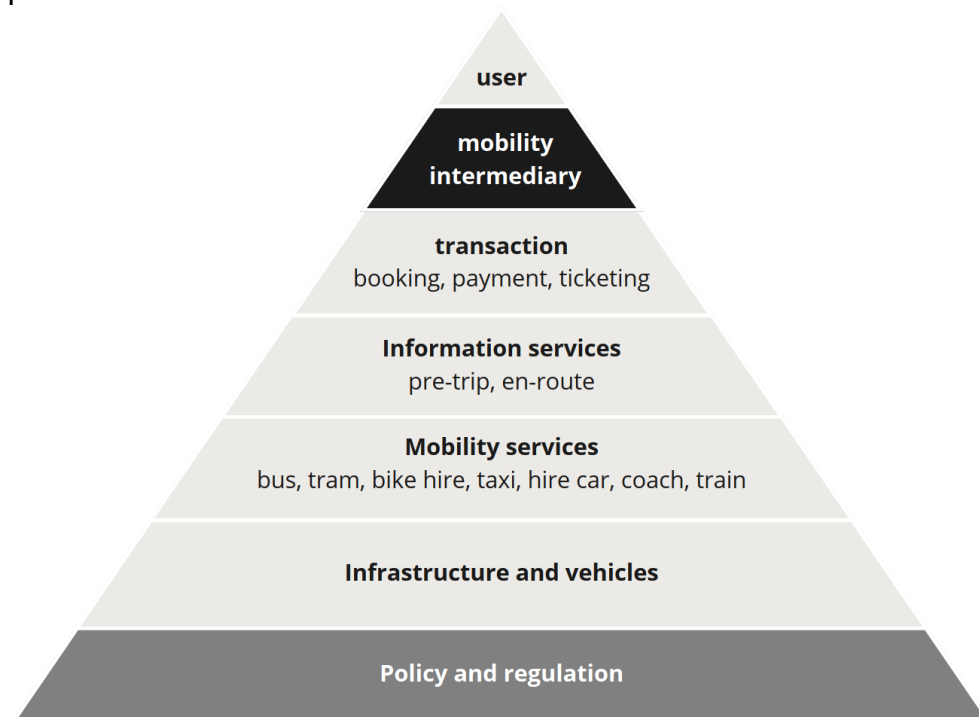 user
mobility
intermediary
transaction
booking, payment, ticketing
Information services
pre-trip, en-route
Mobility services
bus, tram, bike hire, taxi, hire car, coach, train
Infrastructure and vehicles
Policy and regulation